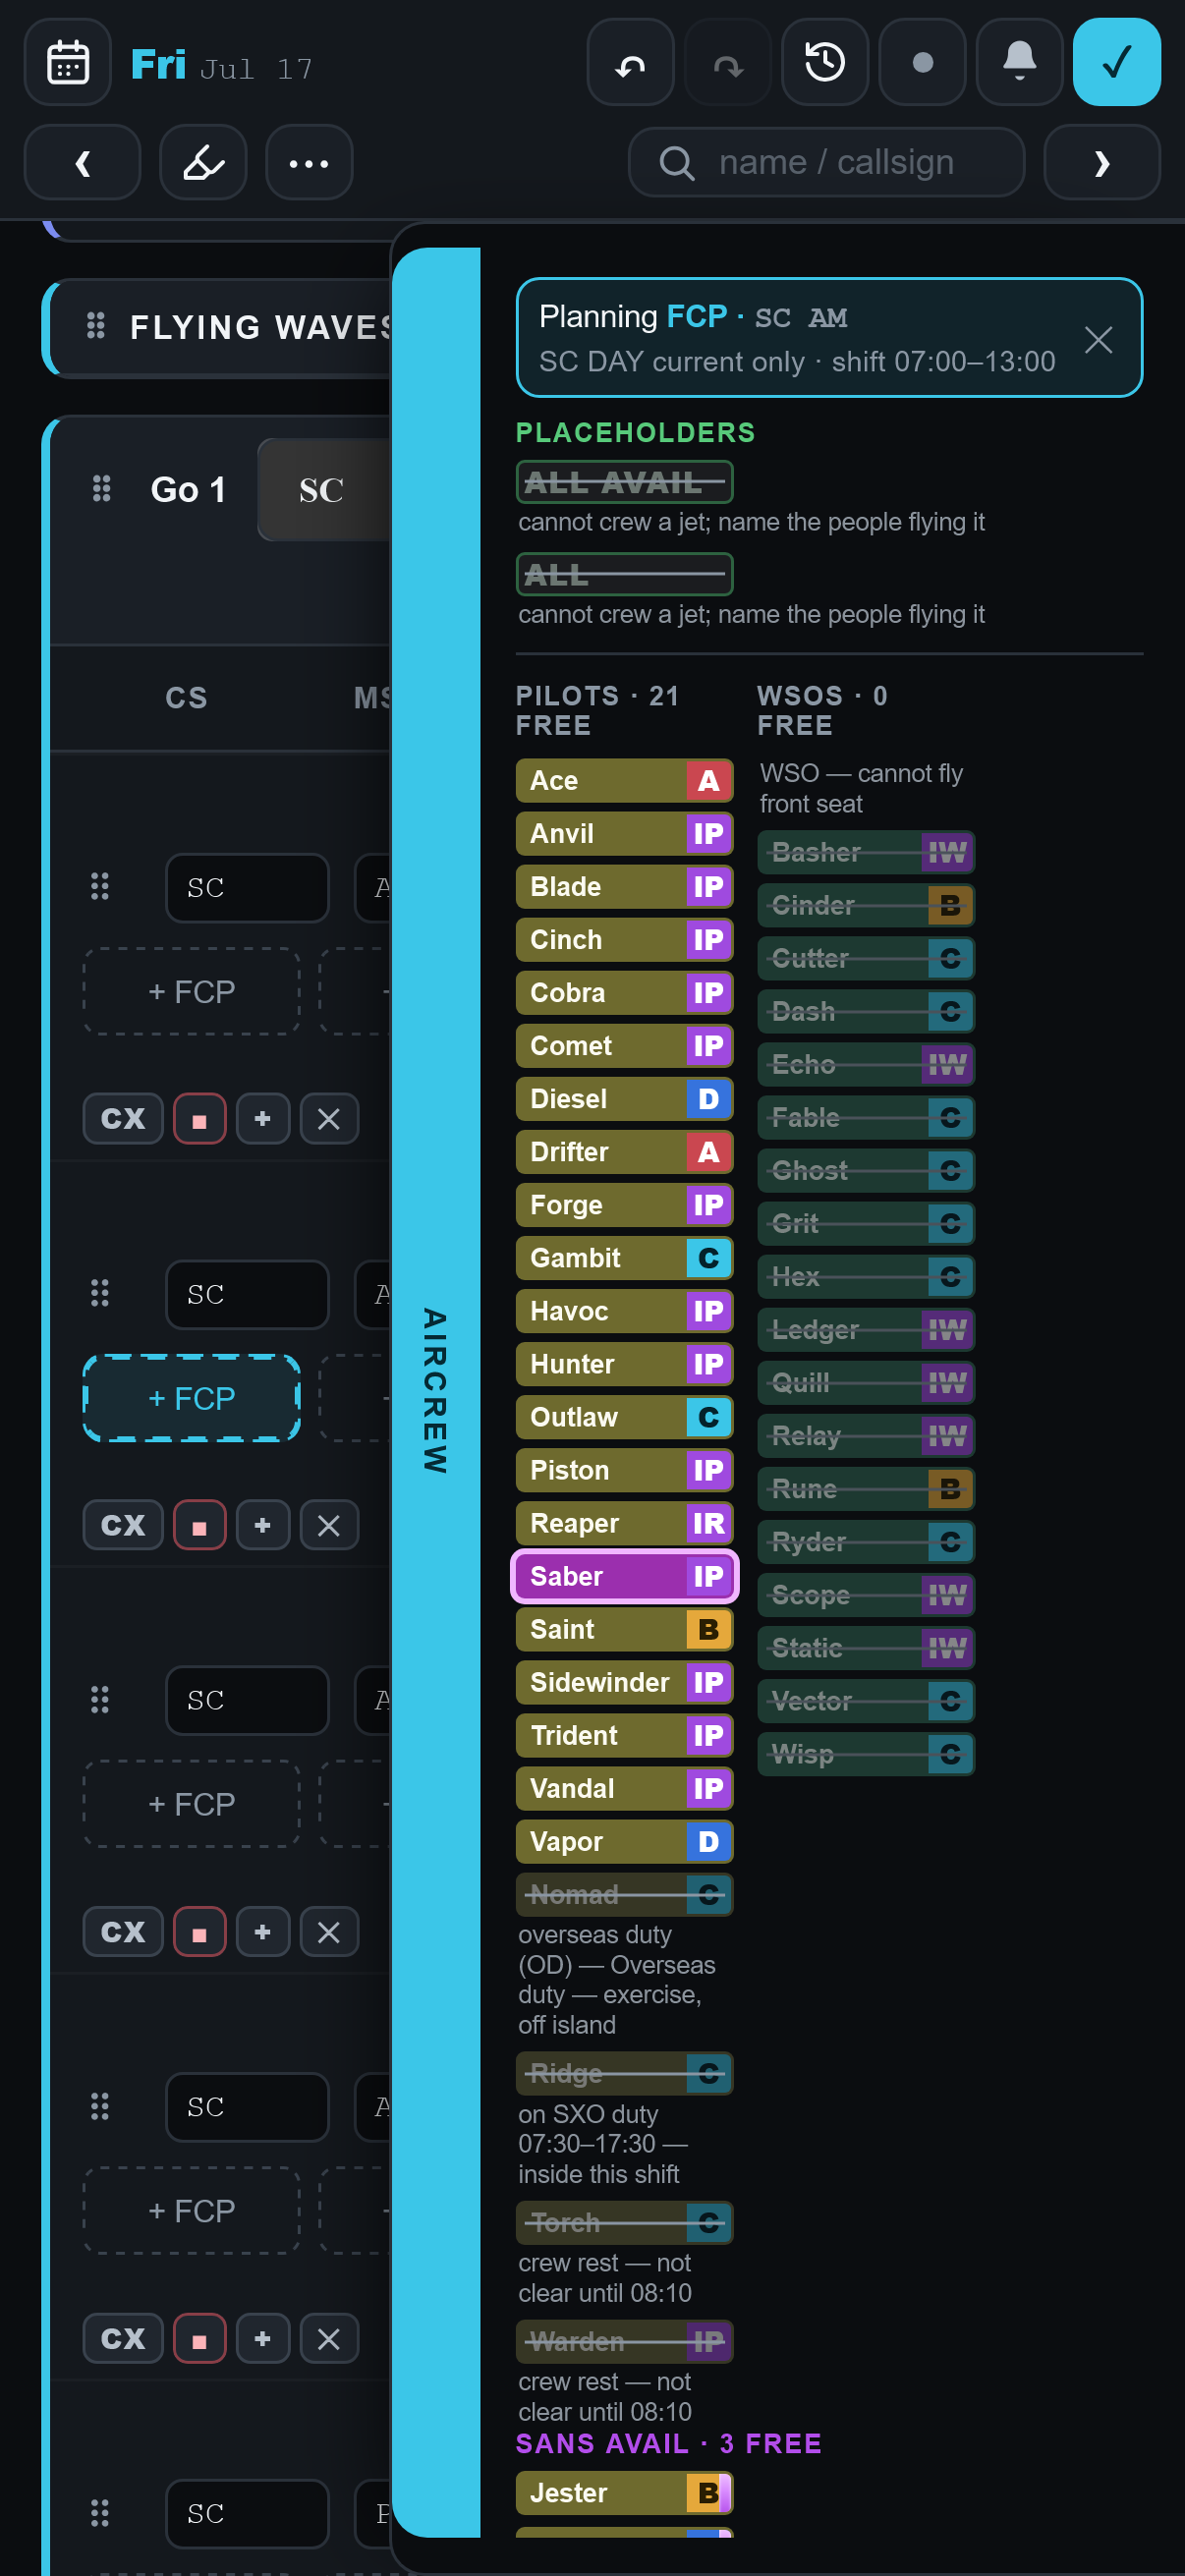 Fri Jul 17
name / callsign
FLYING WAVES
Go 1 SC
CS
SC
+ FCP
CX
SC
+ FCP
CX
SC
+ FCP
CX
SC
+ FCP
CX
SC
AIRCREW
Planning FCP · SC AM
SC DAY current only · shift 07:00–13:00
PLACEHOLDERS
ALL AVAIL
cannot crew a jet; name the people flying it
ALL
cannot crew a jet; name the people flying it
PILOTS · 21
FREE
Ace A
Anvil IP
Blade IP
Cinch IP
Cobra IP
Comet IP
Diesel D
Drifter A
Forge IP
Gambit C
Havoc IP
Hunter IP
Outlaw C
Piston IP
Reaper IR
Saber IP
Saint B
Sidewinder IP
Trident IP
Vandal IP
Vapor D
Nomad C
overseas duty
(OD) — Overseas
duty — exercise,
off island
Ridge C
on SXO duty
07:30–17:30 —
inside this shift
Torch C
crew rest — not
clear until 08:10
Warden IP
crew rest — not
clear until 08:10
WSOS · 0
FREE
WSO — cannot fly
front seat
Basher IW
Cinder B
Cutter C
Dash C
Echo IW
Fable C
Ghost C
Grit C
Hex C
Ledger IW
Quill IW
Relay IW
Rune B
Ryder C
Scope IW
Static IW
Vector C
Wisp C
SANS AVAIL · 3 FREE
Jester B